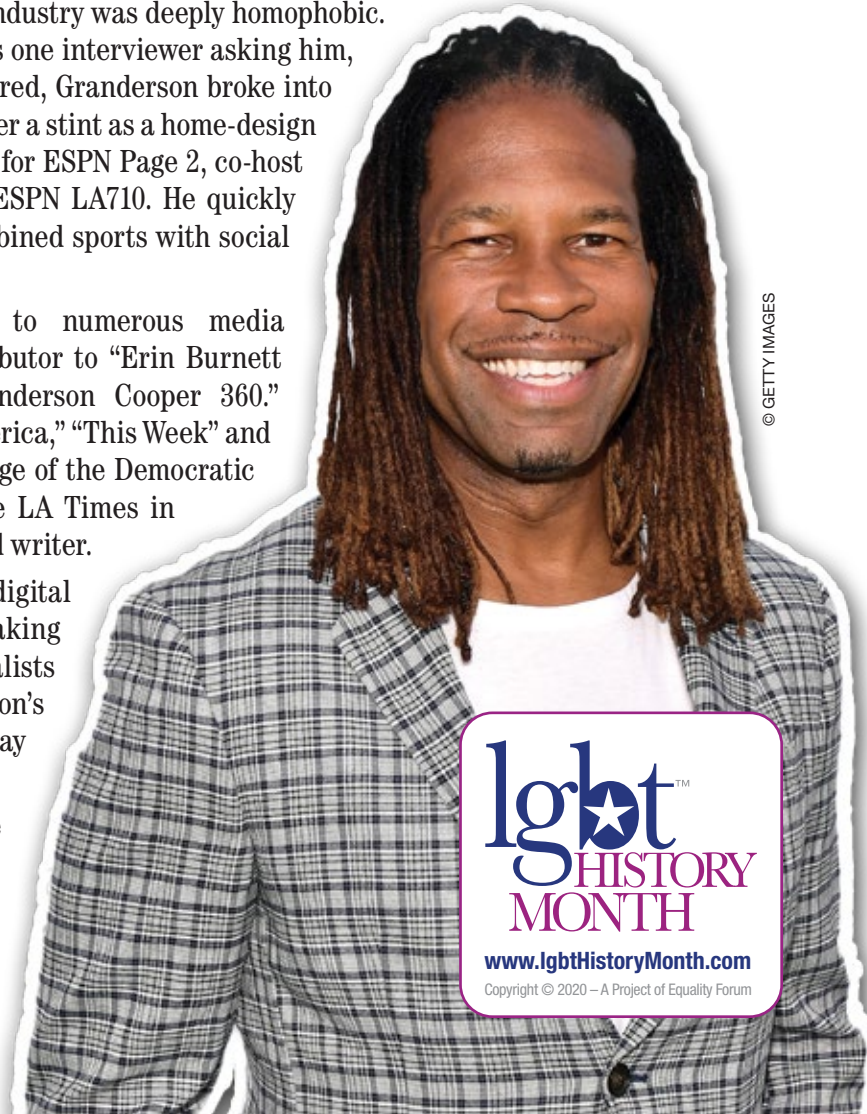 ndustry was deeply homophobic.
s one interviewer asking him,
red, Granderson broke into
er a stint as a home-design
for ESPN Page 2, co-host
ESPN LA710. He quickly
bined sports with social
to numerous media
butor to “Erin Burnett
nderson Cooper 360.”
rica,” “This Week” and
ge of the Democratic
e LA Times in
l writer.
digital
aking
alists
on’s
ay
© GETTY IMAGES
lgbt™
HISTORY
MONTH
www.lgbtHistoryMonth.com
Copyright © 2020 – A Project of Equality Forum